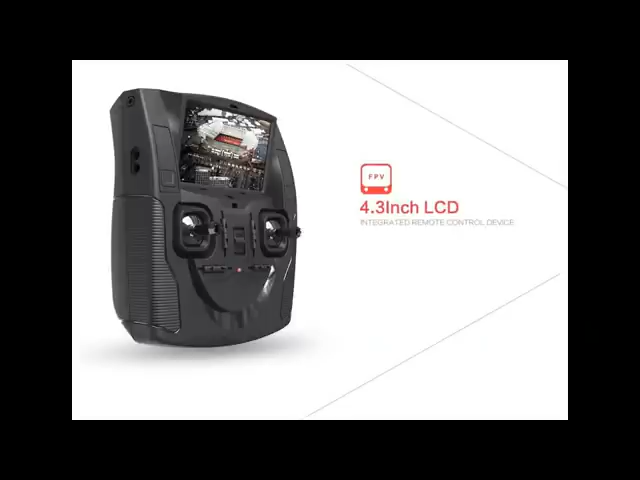 FPV
4.3Inch LCD
INTEGRATED REMOTE CONTROL DEVICE